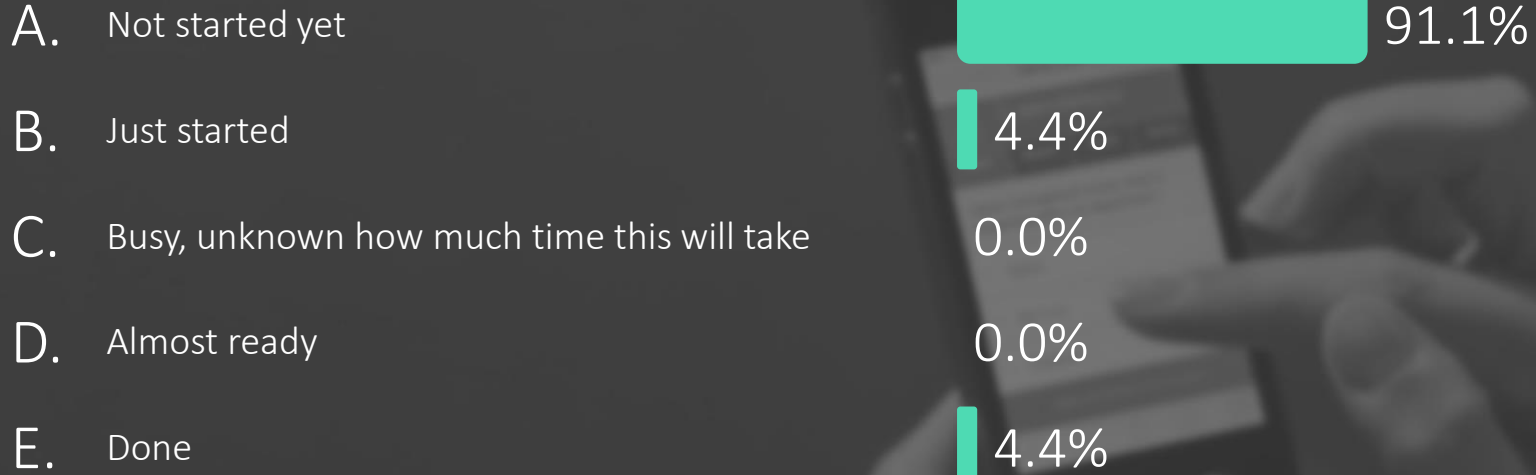 A. Not started yet 91.1%
B. Just started 4.4%
C. Busy, unknown how much time this will take 0.0%
D. Almost ready 0.0%
E. Done 4.4%